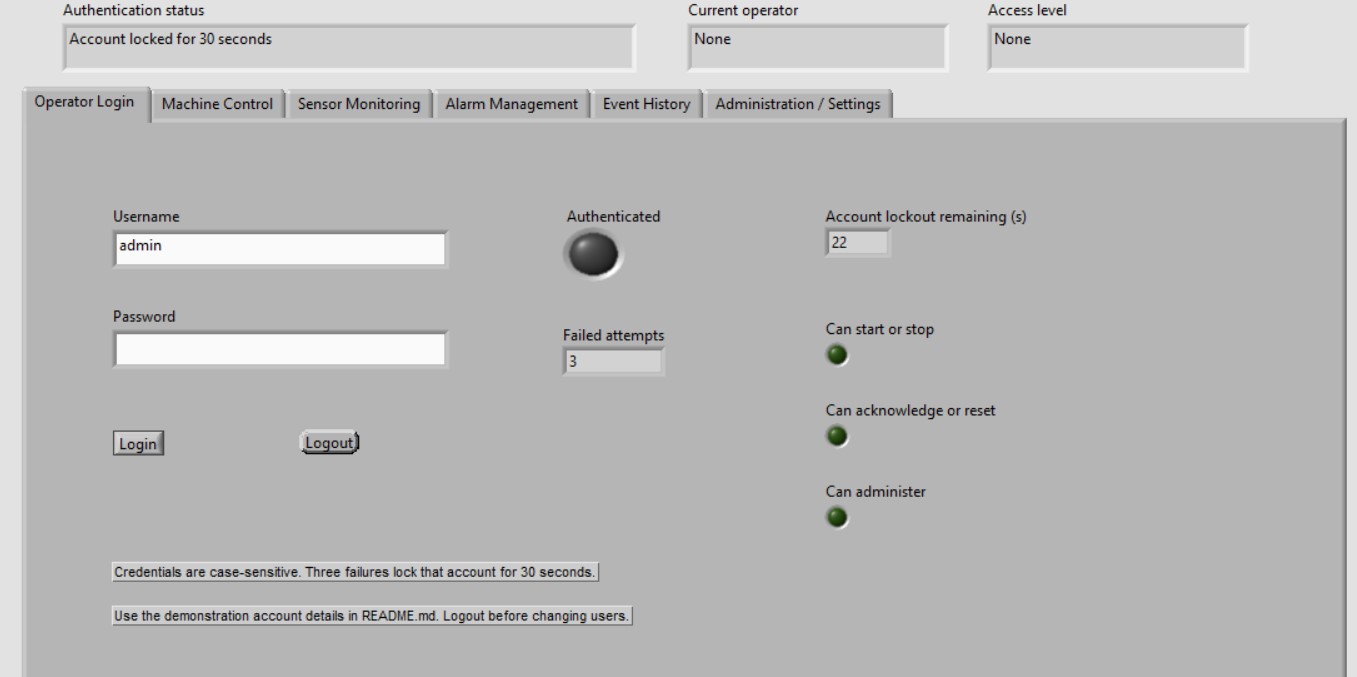 Authentication status
Current operator
Access level
Account locked for 30 seconds
None
None
Operator Login
Machine Control
Sensor Monitoring
Alarm Management
Event History
Administration / Settings
Username
Authenticated
Account lockout remaining (s)
admin
22
Password
Failed attempts
Can start or stop
3
Can acknowledge or reset
Login
Logout
Can administer
Credentials are case-sensitive. Three failures lock that account for 30 seconds.
Use the demonstration account details in README.md. Logout before changing users.